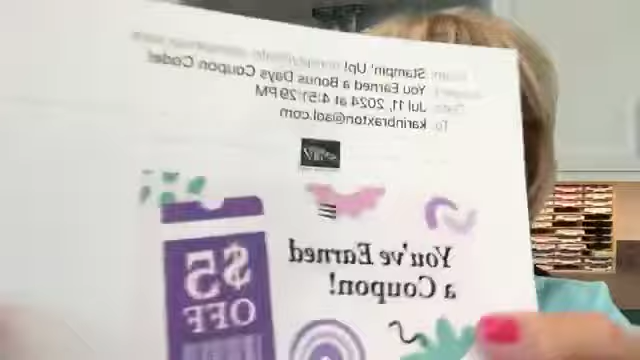 Stampin' Up!
You Earned a Bonus Days Coupon Code!
Jul 11, 2024 at 4:51:29 PM
To: karinbraxton@aol.com
You've Earned
a Coupon!
$5
OFF